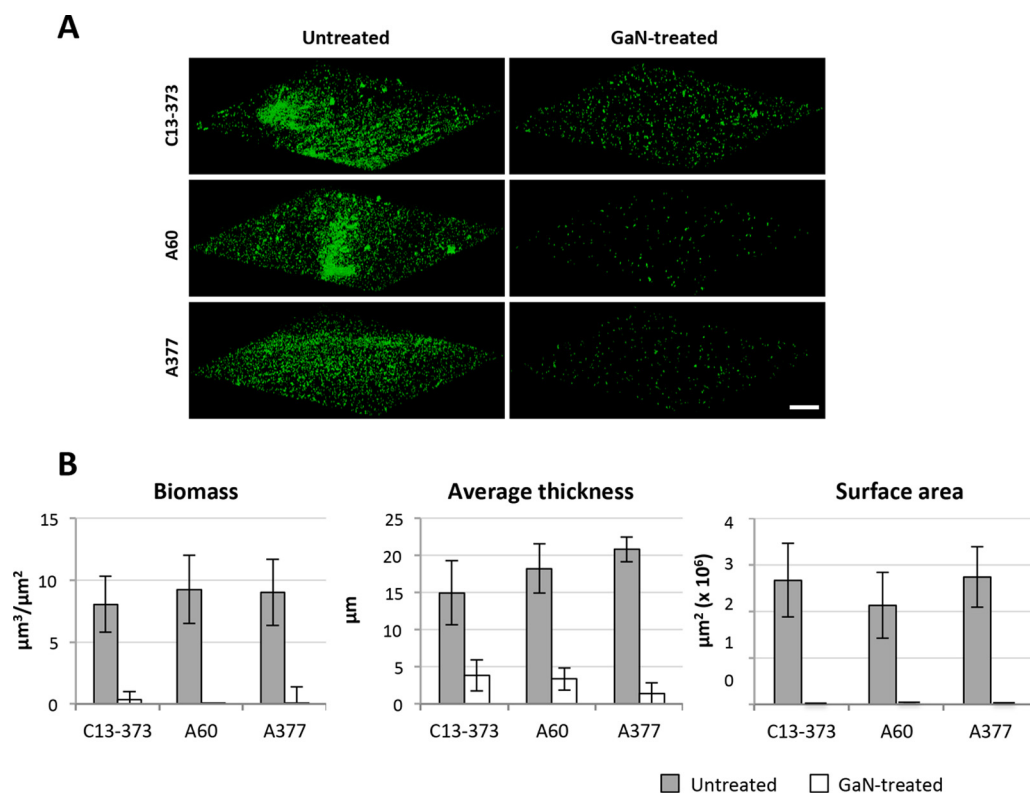 A
Untreated GaN-treated
C13-373
A60
A377
B
Biomass
µm³/µm²
15
10
5
0
C13-373 A60 A377
Average thickness
µm
25
20
15
10
5
0
C13-373 A60 A377
Surface area
µm² (x 10⁶)
4
3
2
1
0
C13-373 A60 A377
Untreated GaN-treated